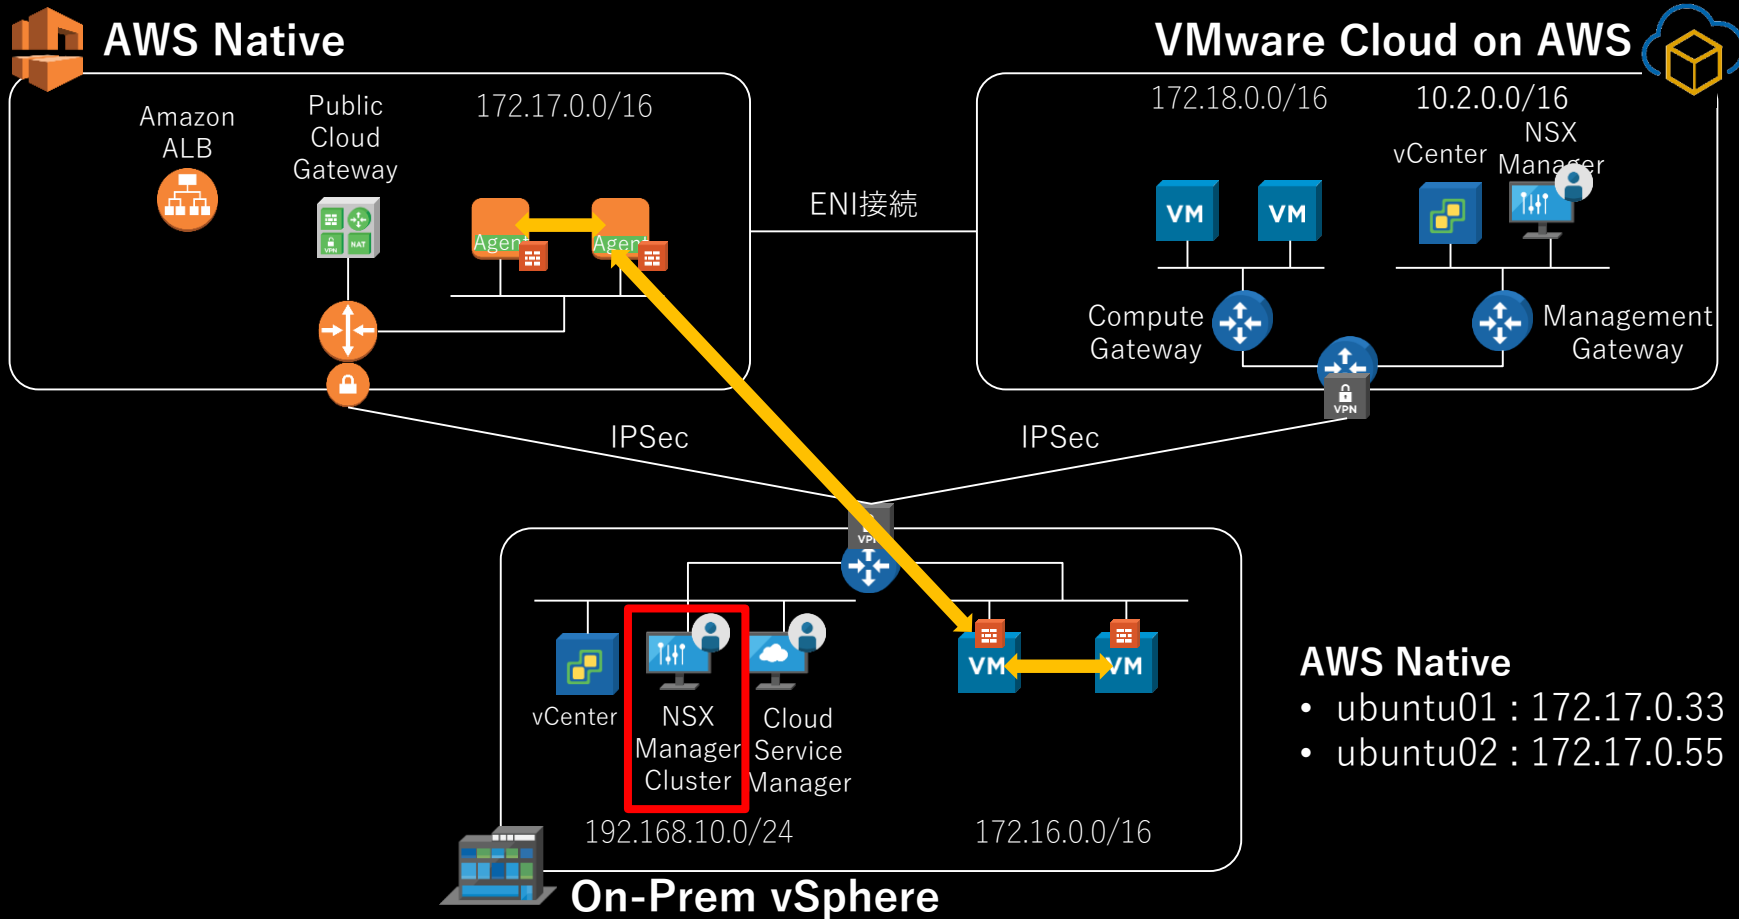 AWS Native
VMware Cloud on AWS
Amazon
ALB
Public
Cloud
Gateway
172.17.0.0/16
Agent
Agent
VPN
NAT
ENI接続
172.18.0.0/16
10.2.0.0/16
vCenter
NSX
Manager
VM
VM
Compute
Gateway
Management
Gateway
VPN
IPSec
IPSec
VPN
vCenter
NSX
Manager
Cluster
Cloud
Service
Manager
VM
VM
192.168.10.0/24
172.16.0.0/16
On-Prem vSphere
AWS Native
• ubuntu01 : 172.17.0.33
• ubuntu02 : 172.17.0.55